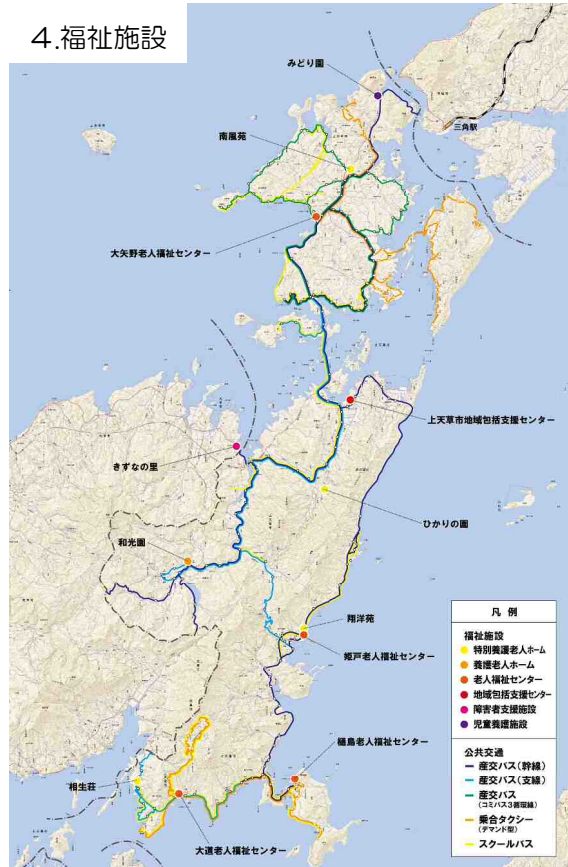 4.福祉施設
みどり園
三角駅
南風苑
大矢野老人福祉センター
上天草市地域包括支援センター
きずなの里
ひかりの園
和光園
翔洋苑
姫戸老人福祉センター
樋島老人福祉センター
相生荘
大道老人福祉センター
凡 例
福祉施設
特別養護老人ホーム
養護老人ホーム
老人福祉センター
地域包括支援センター
障害者支援施設
児童養護施設
公共交通
産交バス(幹線)
産交バス(支線)
産交バス
(コミバス3循環線)
乗合タクシー
(デマンド型)
スクールバス